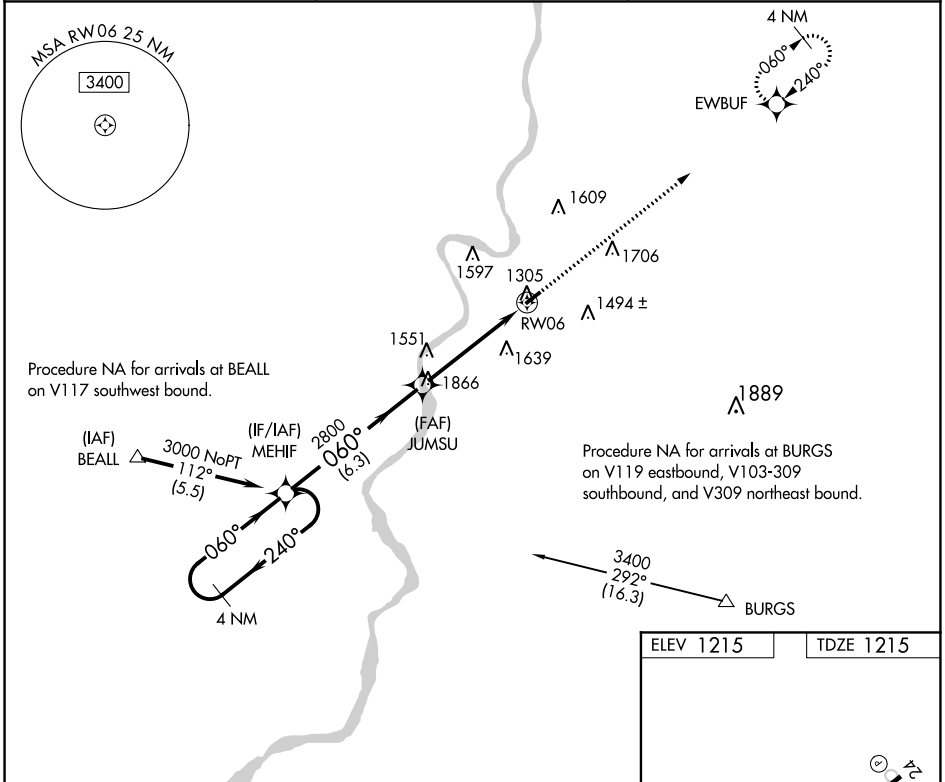 MSA RW06 25 NM
3400
4 NM
060°
240°
EWBUF
1609
1597
1706
1305
1494 ±
RW06
1551
1639
1866
Procedure NA for arrivals at BEALL
on V117 southwest bound.
(FAF)
JUMSU
1889
(IAF)
BEALL
3000 NoPT
112°
(5.5)
(IF/IAF)
MEHIF
2800
060°
(6.3)
Procedure NA for arrivals at BURGS
on V119 eastbound, V103-309
southbound, and V309 northeast bound.
060°
240°
4 NM
3400
292°
(16.3)
BURGS
ELEV 1215
TDZE 1215
P
24